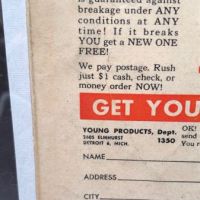 is guaranteed against
breakage under ANY
conditions at ANY
time! If it breaks
YOU get a NEW ONE
FREE!
We pay postage. Rush
just $1 cash, check, or
money order NOW!
GET YOU
YOUNG PRODUCTS, Dept.
OK!
2505 ELMHURST
send
DETROIT 6, MICH.
1350
You r
NAME
ADDRESS
CITY